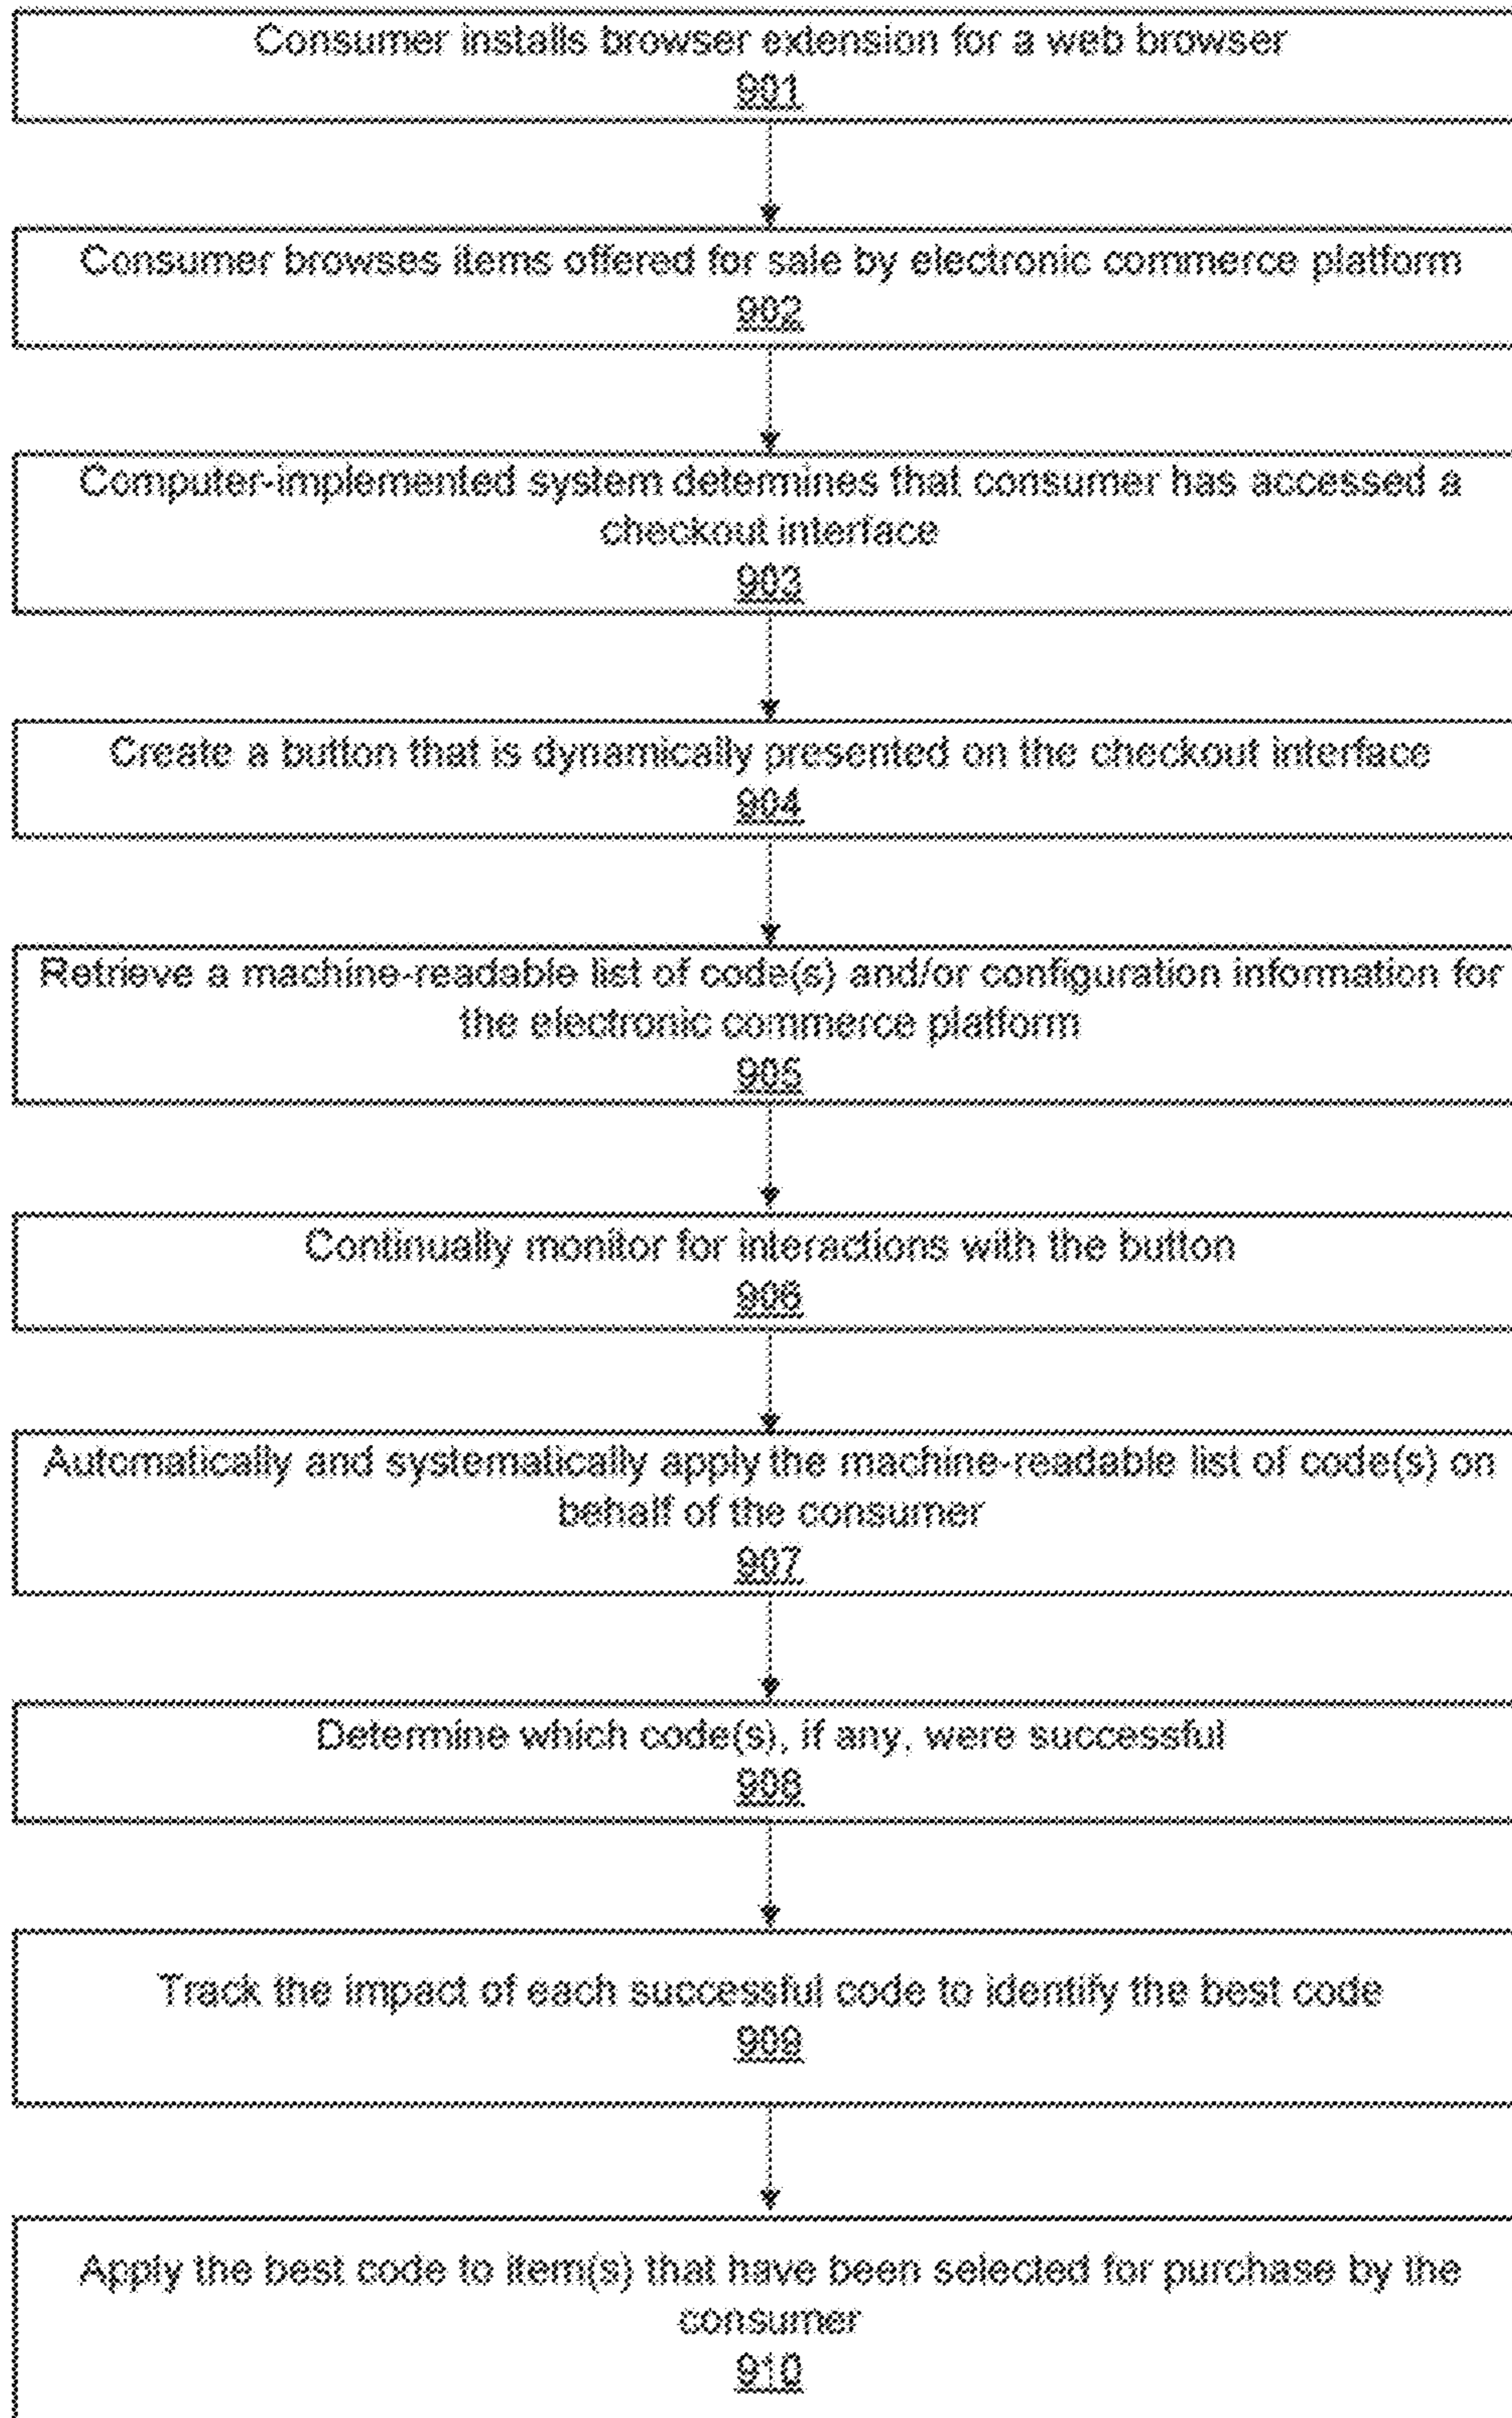 Consumer installs browser extension for a web browser
901
Consumer browses items offered for sale by electronic commerce platform
902
Computer-implemented system determines that consumer has accessed a
checkout interface
903
Create a button that is dynamically presented on the checkout interface
904
Retrieve a machine-readable list of code(s) and/or configuration information for
the electronic commerce platform
905
Continually monitor for interactions with the button
906
Automatically and systematically apply the machine-readable list of code(s) on
behalf of the consumer
907
Determine which code(s), if any, were successful
908
Track the impact of each successful code to identify the best code
909
Apply the best code to item(s) that have been selected for purchase by the
consumer
910